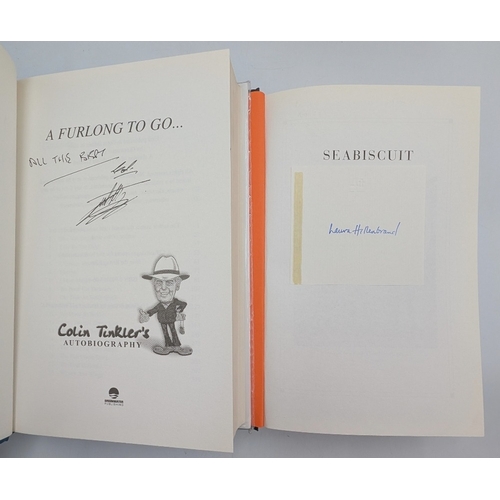 A FURLONG TO GO...
ALL THE BEST
Colin Tinkler's
AUTOBIOGRAPHY
SEABISCUIT
Laura Hillenbrand